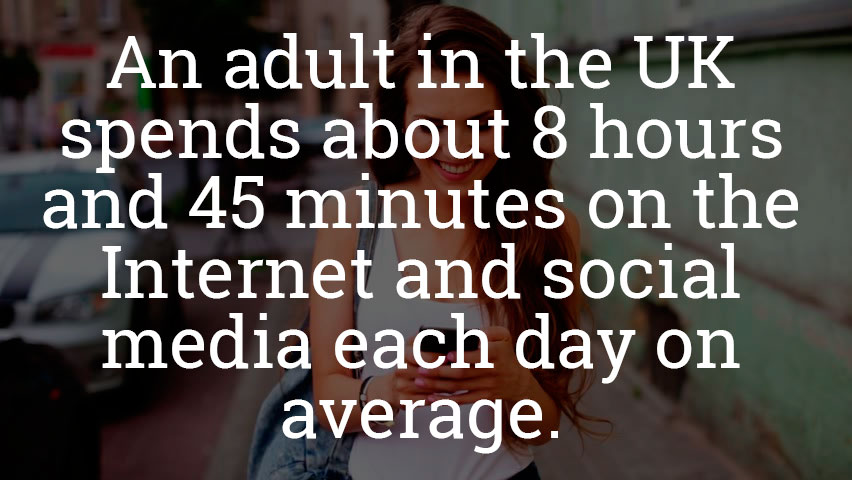 An adult in the UK
spends about 8 hours
and 45 minutes on the
Internet and social
media each day on
average.